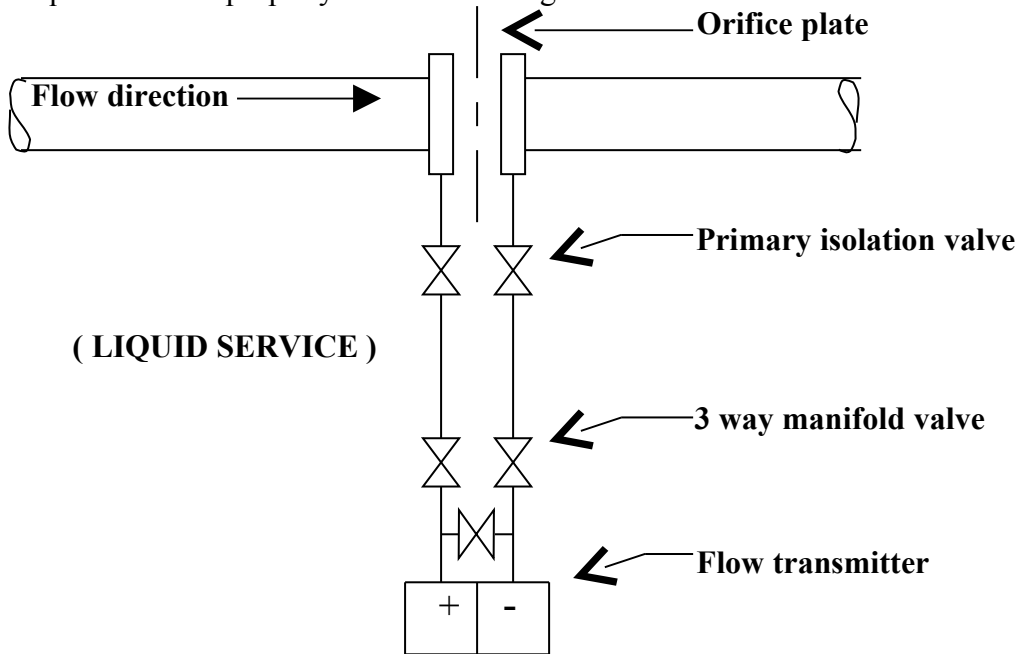 Orifice plate
Flow direction
Primary isolation valve
( LIQUID SERVICE )
3 way manifold valve
Flow transmitter
+ -